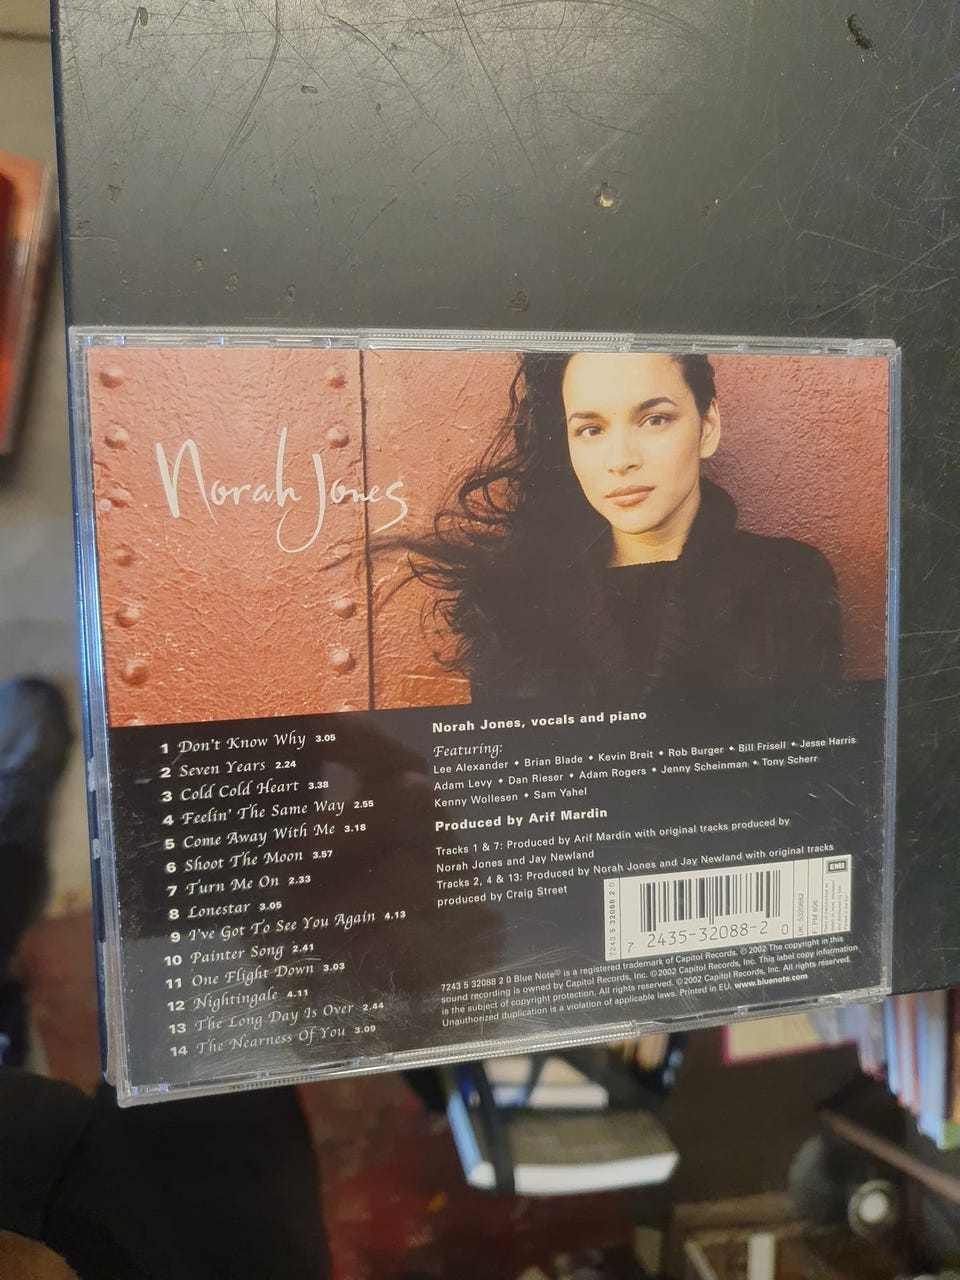 Norah Jones
1 Don't Know Why 3.05
2 Seven Years 2.24
3 Cold Cold Heart 3.38
4 Feelin' The Same Way 2.55
5 Come Away With Me 3.18
6 Shoot The Moon 3.57
7 Turn Me On 2.33
8 Lonestar 3.05
9 I've Got To See You Again 4.13
10 Painter Song 2.41
11 One Flight Down 3.03
12 Nightingale 4.11
13 The Long Day Is Over 2.44
14 The Nearness Of You 3.09
Norah Jones, vocals and piano
Featuring:
Lee Alexander • Brian Blade • Kevin Breit • Rob Burger • Bill Frisell • Jesse Harris
Adam Levy • Dan Rieser • Adam Rogers • Jenny Scheinman • Tony Scherr
Kenny Wollesen • Sam Yahel
Produced by Arif Mardin
Tracks 1 & 7: Produced by Arif Mardin with original tracks produced by
Norah Jones and Jay Newland
Tracks 2, 4 & 13: Produced by Norah Jones and Jay Newland with original tracks
produced by Craig Street
7243 5 32088 2 0
7 2435-32088-2 0
UK: 5320882
F: PM 806
EMI
7243 5 32088 2 0 Blue Note® is a registered trademark of Capitol Records. ℗ 2002 The copyright in this
sound recording is owned by Capitol Records, Inc. © 2002 Capitol Records, Inc. This label copy information
is the subject of copyright protection. All rights reserved. © 2002 Capitol Records, Inc. All rights reserved.
Unauthorized duplication is a violation of applicable laws. Printed in EU. www.bluenote.com